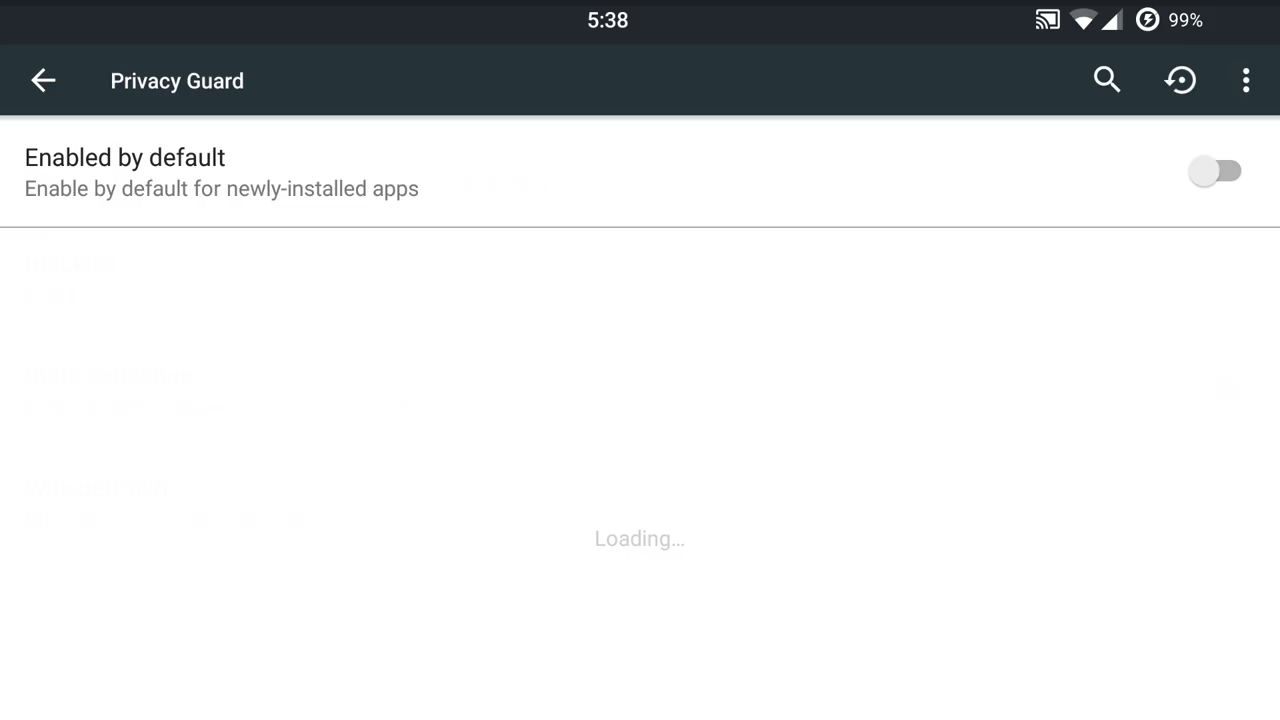 5:38
99%
Privacy Guard
Enabled by default
Enable by default for newly-installed apps
Loading...